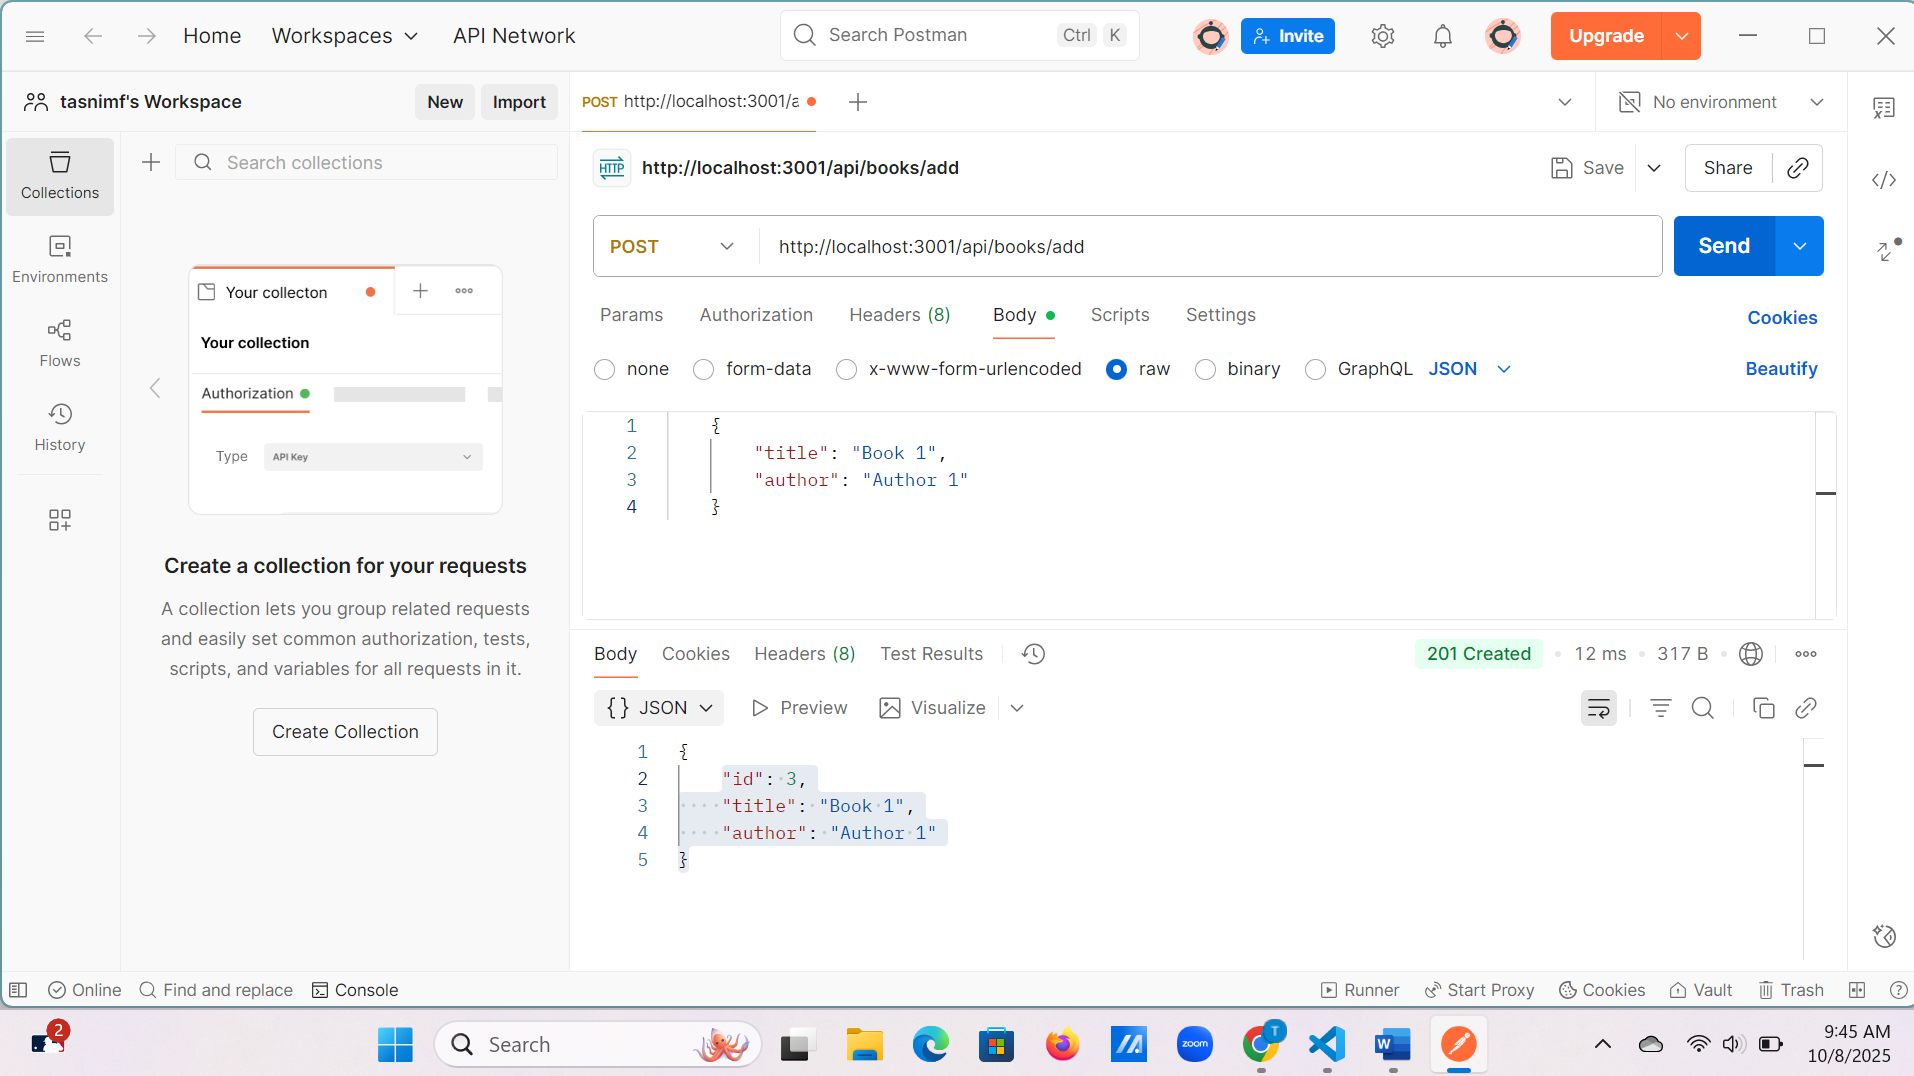 Home Workspaces API Network Search Postman Ctrl K Invite Upgrade
tasnimf's Workspace New Import POST http://localhost:3001/a No environment
Collections
Environments
Flows
History
Search collections
Your collecton
Your collection
Authorization
Type API Key
Create a collection for your requests
A collection lets you group related requests
and easily set common authorization, tests,
scripts, and variables for all requests in it.
Create Collection
HTTP http://localhost:3001/api/books/add Save Share
POST http://localhost:3001/api/books/add Send
Params Authorization Headers (8) Body Scripts Settings Cookies
none form-data x-www-form-urlencoded raw binary GraphQL JSON Beautify
1 {
2 "title": "Book 1",
3 "author": "Author 1"
4 }
Body Cookies Headers (8) Test Results 201 Created 12 ms 317 B
{} JSON Preview Visualize
1 {
2 "id": 3,
3 "title": "Book 1",
4 "author": "Author 1"
5 }
Online Find and replace Console Runner Start Proxy Cookies Vault Trash
2 Search zoom T W 9:45 AM
10/8/2025